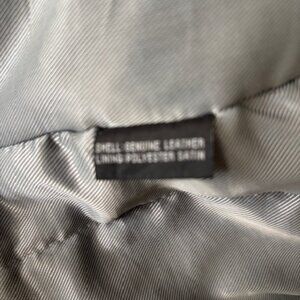 SHELL:GENUINE LEATHER
LINING:POLYESTER SATIN